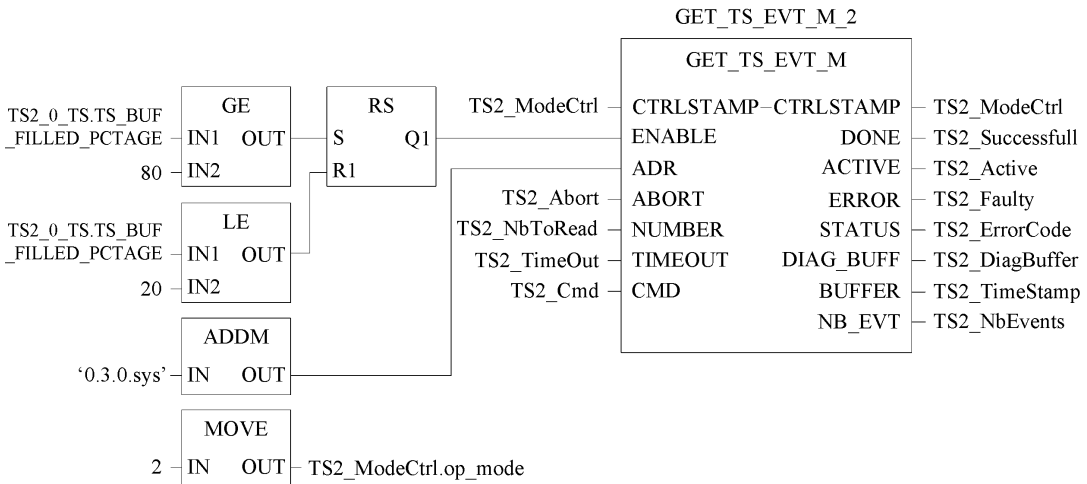 GET_TS_EVT_M_2
GET_TS_EVT_M
GE
TS2_0_TS.TS_BUF
_FILLED_PCTAGE
IN1 OUT
80
IN2
RS
S Q1
R1
LE
TS2_0_TS.TS_BUF
_FILLED_PCTAGE
IN1 OUT
20
IN2
ADDM
‘0.3.0.sys’
IN OUT
MOVE
2
IN OUT
TS2_ModeCtrl.op_mode
TS2_ModeCtrl
CTRLSTAMP CTRLSTAMP
TS2_ModeCtrl
ENABLE
DONE
TS2_Successfull
ADR
ACTIVE
TS2_Active
TS2_Abort
ABORT
ERROR
TS2_Faulty
TS2_NbToRead
NUMBER
STATUS
TS2_ErrorCode
TS2_TimeOut
TIMEOUT
DIAG_BUFF
TS2_DiagBuffer
TS2_Cmd
CMD
BUFFER
TS2_TimeStamp
NB_EVT
TS2_NbEvents